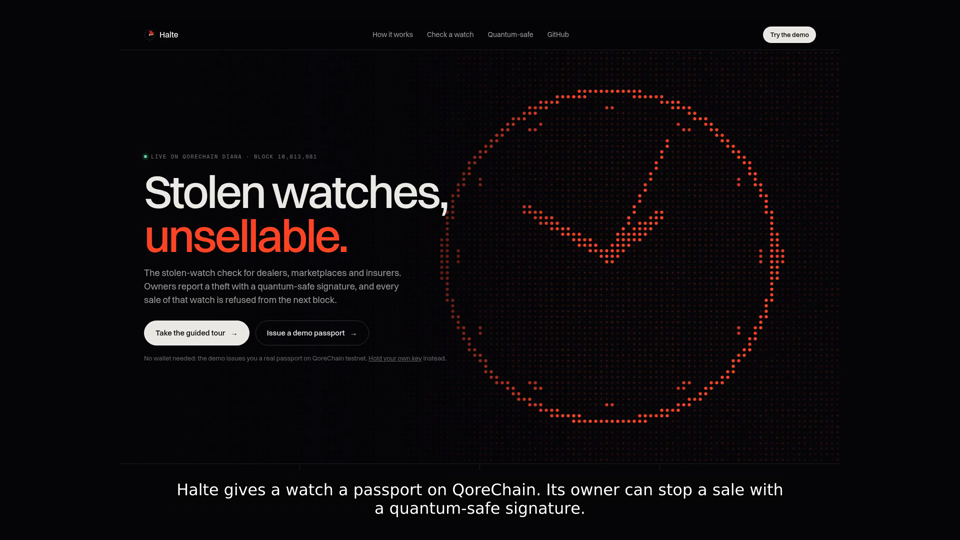 Halte
How it works
Check a watch
Quantum-safe
GitHub
Try the demo
LIVE ON QORECHAIN DIANA · BLOCK 10,013,981
Stolen watches,
unsellable.
The stolen-watch check for dealers, marketplaces and insurers.
Owners report a theft with a quantum-safe signature, and every
sale of that watch is refused from the next block.
Take the guided tour →
Issue a demo passport →
No wallet needed: the demo issues you a real passport on QoreChain testnet. Hold your own key instead.
Halte gives a watch a passport on QoreChain. Its owner can stop a sale with
a quantum-safe signature.